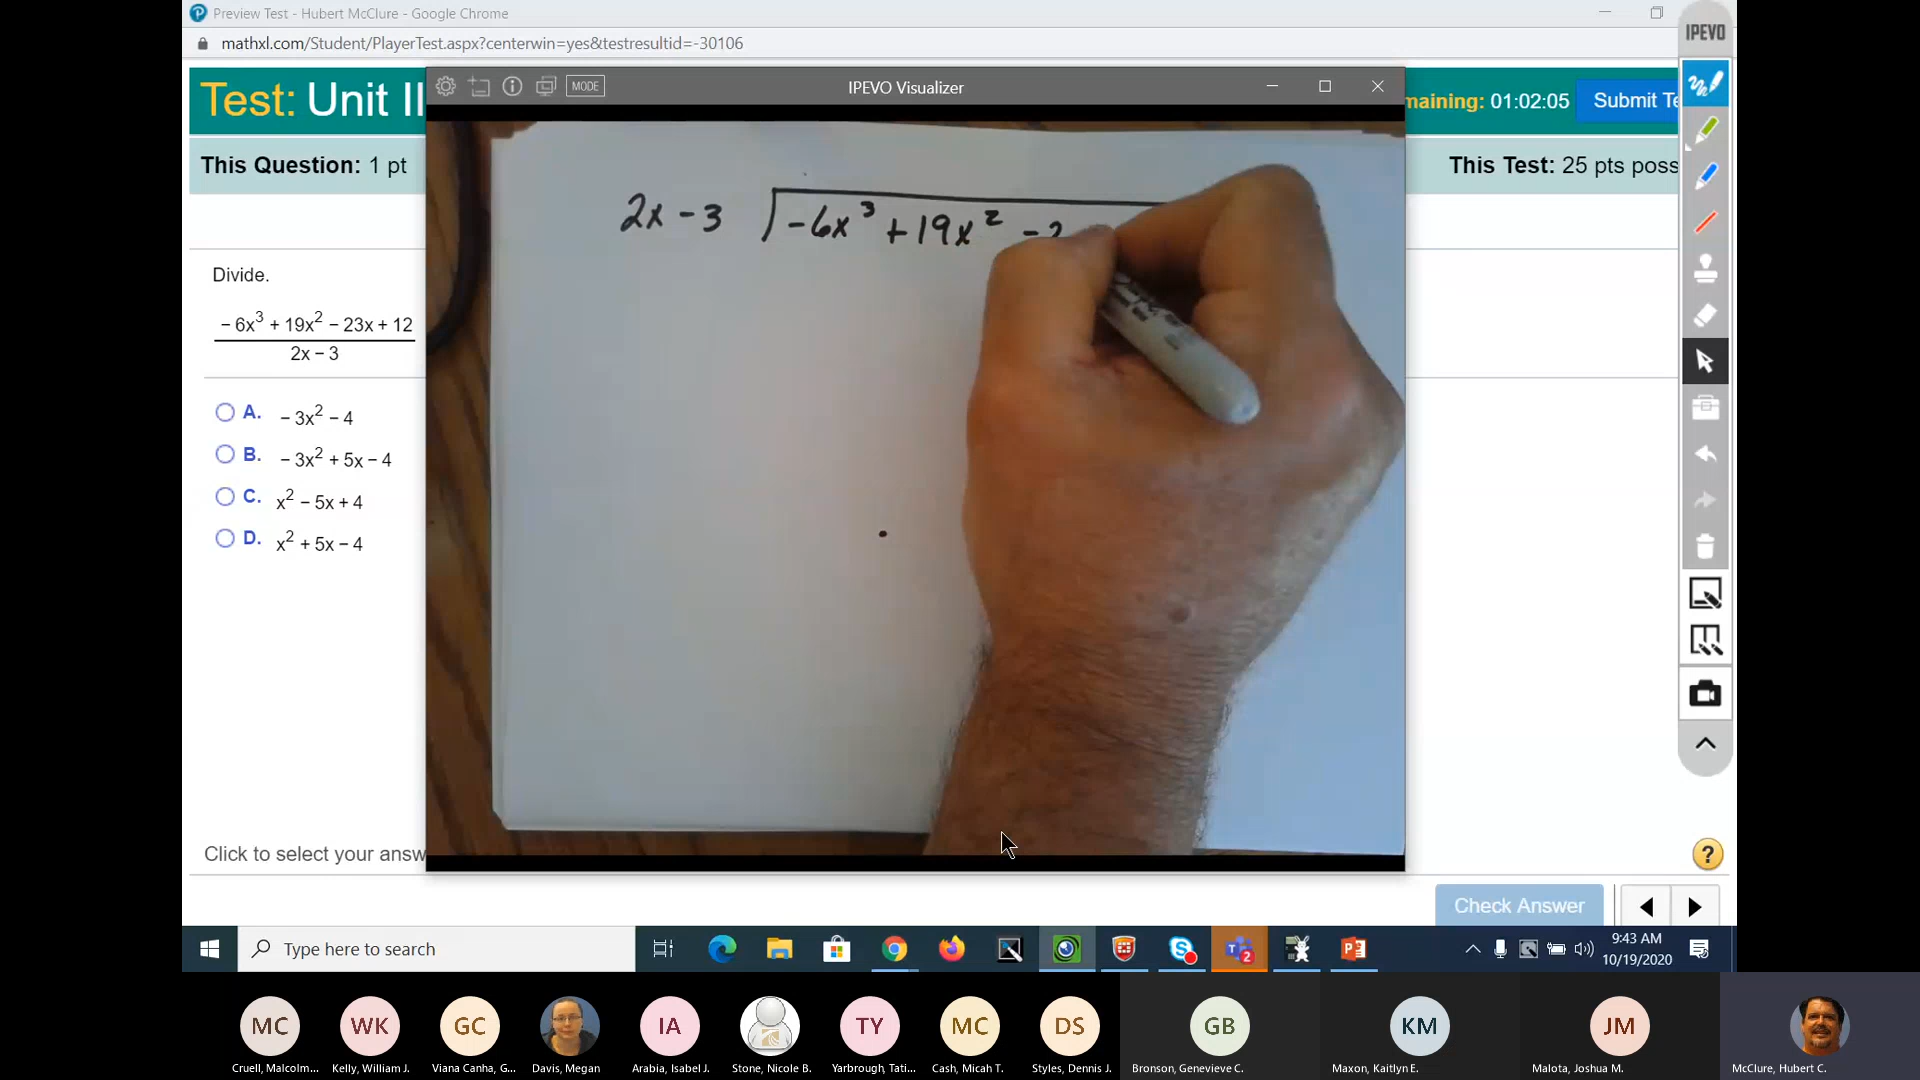 Preview Test - Hubert McClure - Google Chrome
mathxl.com/Student/PlayerTest.aspx?centerwin=yes&testresultid=-30106
IPEVO
Test: Unit II
MODE
IPEVO Visualizer
maining: 01:02:05
Submit Te
This Question: 1 pt
This Test: 25 pts poss
2x - 3
-6x³ + 19x² - 2
Divide.
- 6x³ + 19x² - 23x + 12
2x - 3
A. - 3x² - 4
B. - 3x² + 5x - 4
C. x² - 5x + 4
D. x² + 5x - 4
Click to select your answ
?
Check Answer
Type here to search
2
9:43 AM
10/19/2020
MC
WK
GC
IA
TY
MC
DS
GB
KM
JM
Cruell, Malcolm...
Kelly, William J.
Viana Canha, G...
Davis, Megan
Arabia, Isabel J.
Stone, Nicole B.
Yarbrough, Tati...
Cash, Micah T.
Styles, Dennis J.
Bronson, Genevieve C.
Maxon, Kaitlyn E.
Malota, Joshua M.
McClure, Hubert C.